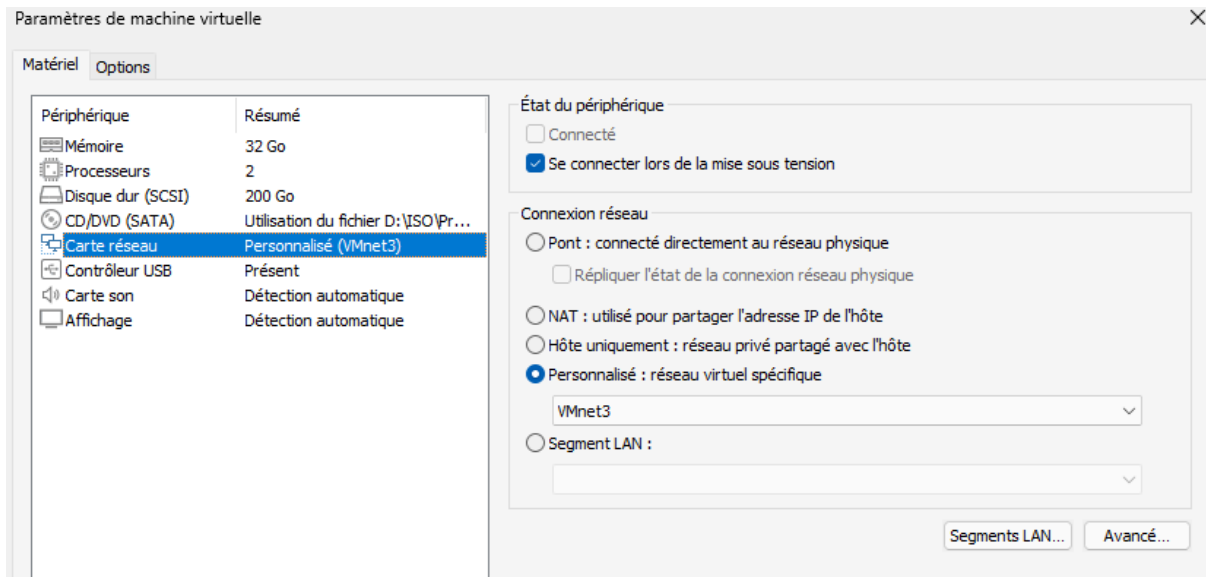 Paramètres de machine virtuelle
Matériel Options
Périphérique Résumé
Mémoire 32 Go
Processeurs 2
Disque dur (SCSI) 200 Go
CD/DVD (SATA) Utilisation du fichier D:\ISO\Pr...
Carte réseau Personnalisé (VMnet3)
Contrôleur USB Présent
Carte son Détection automatique
Affichage Détection automatique
État du périphérique
Connecté
Se connecter lors de la mise sous tension
Connexion réseau
Pont : connecté directement au réseau physique
Répliquer l'état de la connexion réseau physique
NAT : utilisé pour partager l'adresse IP de l'hôte
Hôte uniquement : réseau privé partagé avec l'hôte
Personnalisé : réseau virtuel spécifique
VMnet3
Segment LAN :
Segments LAN... Avancé...